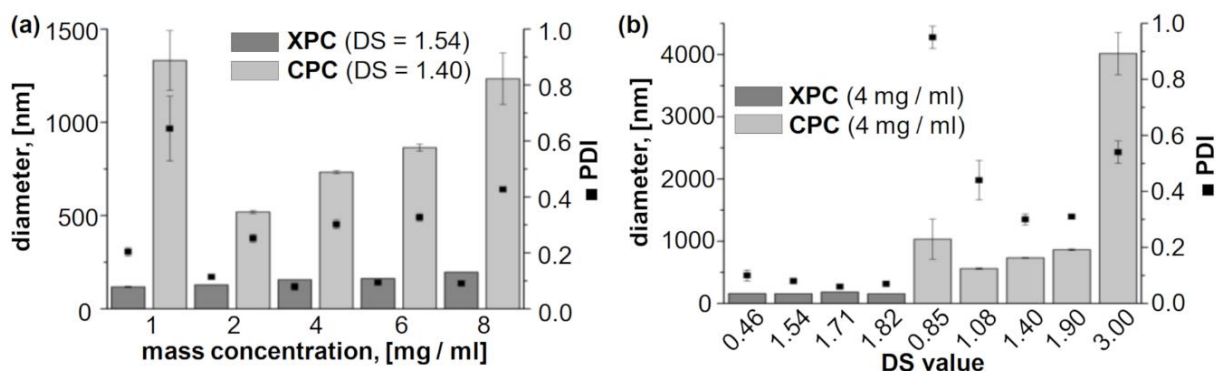 (a)
1500
1000
500
0
diameter, [nm]
XPC (DS = 1.54)
CPC (DS = 1.40)
1.0
0.8
0.6
0.4
0.2
0.0
■ PDI
1 2 4 6 8
mass concentration, [mg / ml]
(b)
4000
3000
2000
1000
0
diameter, [nm]
XPC (4 mg / ml)
CPC (4 mg / ml)
1.0
0.8
0.6
0.4
0.2
0.0
■ PDI
0.46 1.54 1.71 1.82 0.85 1.08 1.40 1.90 3.00
DS value